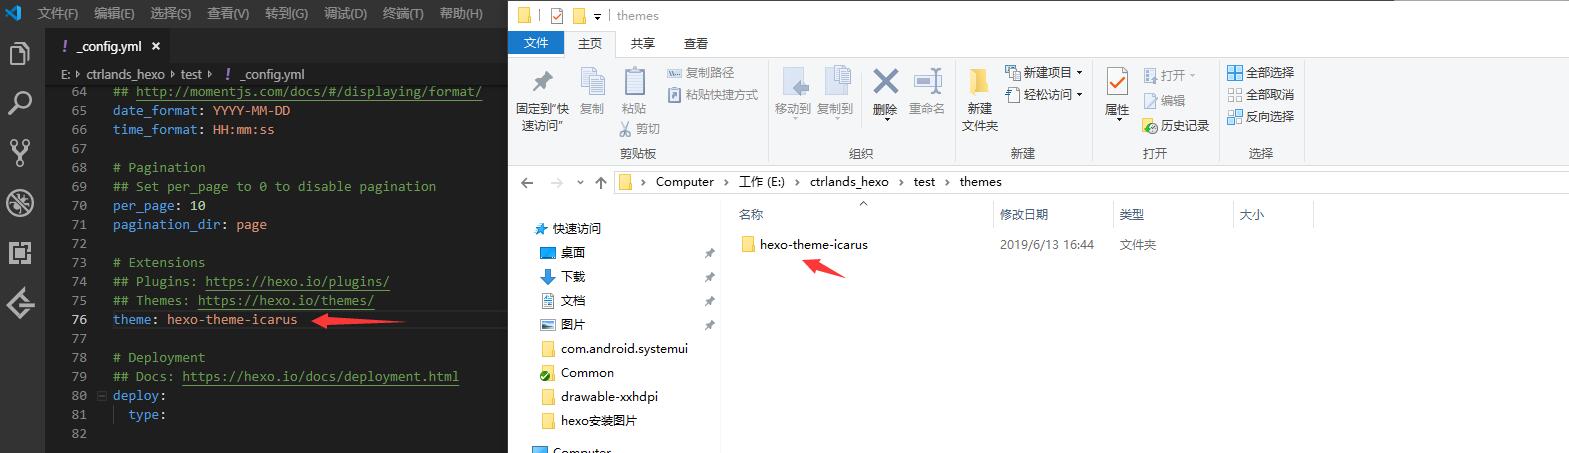 文件(F) 编辑(E) 选择(S) 查看(V) 转到(G) 调试(D) 终端(T) 帮助(H)
! _config.yml ×
E: › ctrlands_hexo › test › ! _config.yml
64 ## http://momentjs.com/docs/#/displaying/format/
65 date_format: YYYY-MM-DD
66 time_format: HH:mm:ss
67
68 # Pagination
69 ## Set per_page to 0 to disable pagination
70 per_page: 10
71 pagination_dir: page
72
73 # Extensions
74 ## Plugins: https://hexo.io/plugins/
75 ## Themes: https://hexo.io/themes/
76 theme: hexo-theme-icarus
77
78 # Deployment
79 ## Docs: https://hexo.io/docs/deployment.html
80 deploy:
81 type:
82
themes
文件 主页 共享 查看
固定到"快速访问"
复制
粘贴
复制路径
粘贴快捷方式
剪切
剪贴板
移动到
复制到
删除
重命名
组织
新建
文件夹
新建项目
轻松访问
新建
属性
打开
编辑
历史记录
打开
全部选择
全部取消
反向选择
选择
Computer › 工作 (E:) › ctrlands_hexo › test › themes
名称 修改日期 类型 大小
hexo-theme-icarus 2019/6/13 16:44 文件夹
快速访问
桌面
下载
文档
图片
com.android.systemui
Common
drawable-xxhdpi
hexo安装图片
Computer